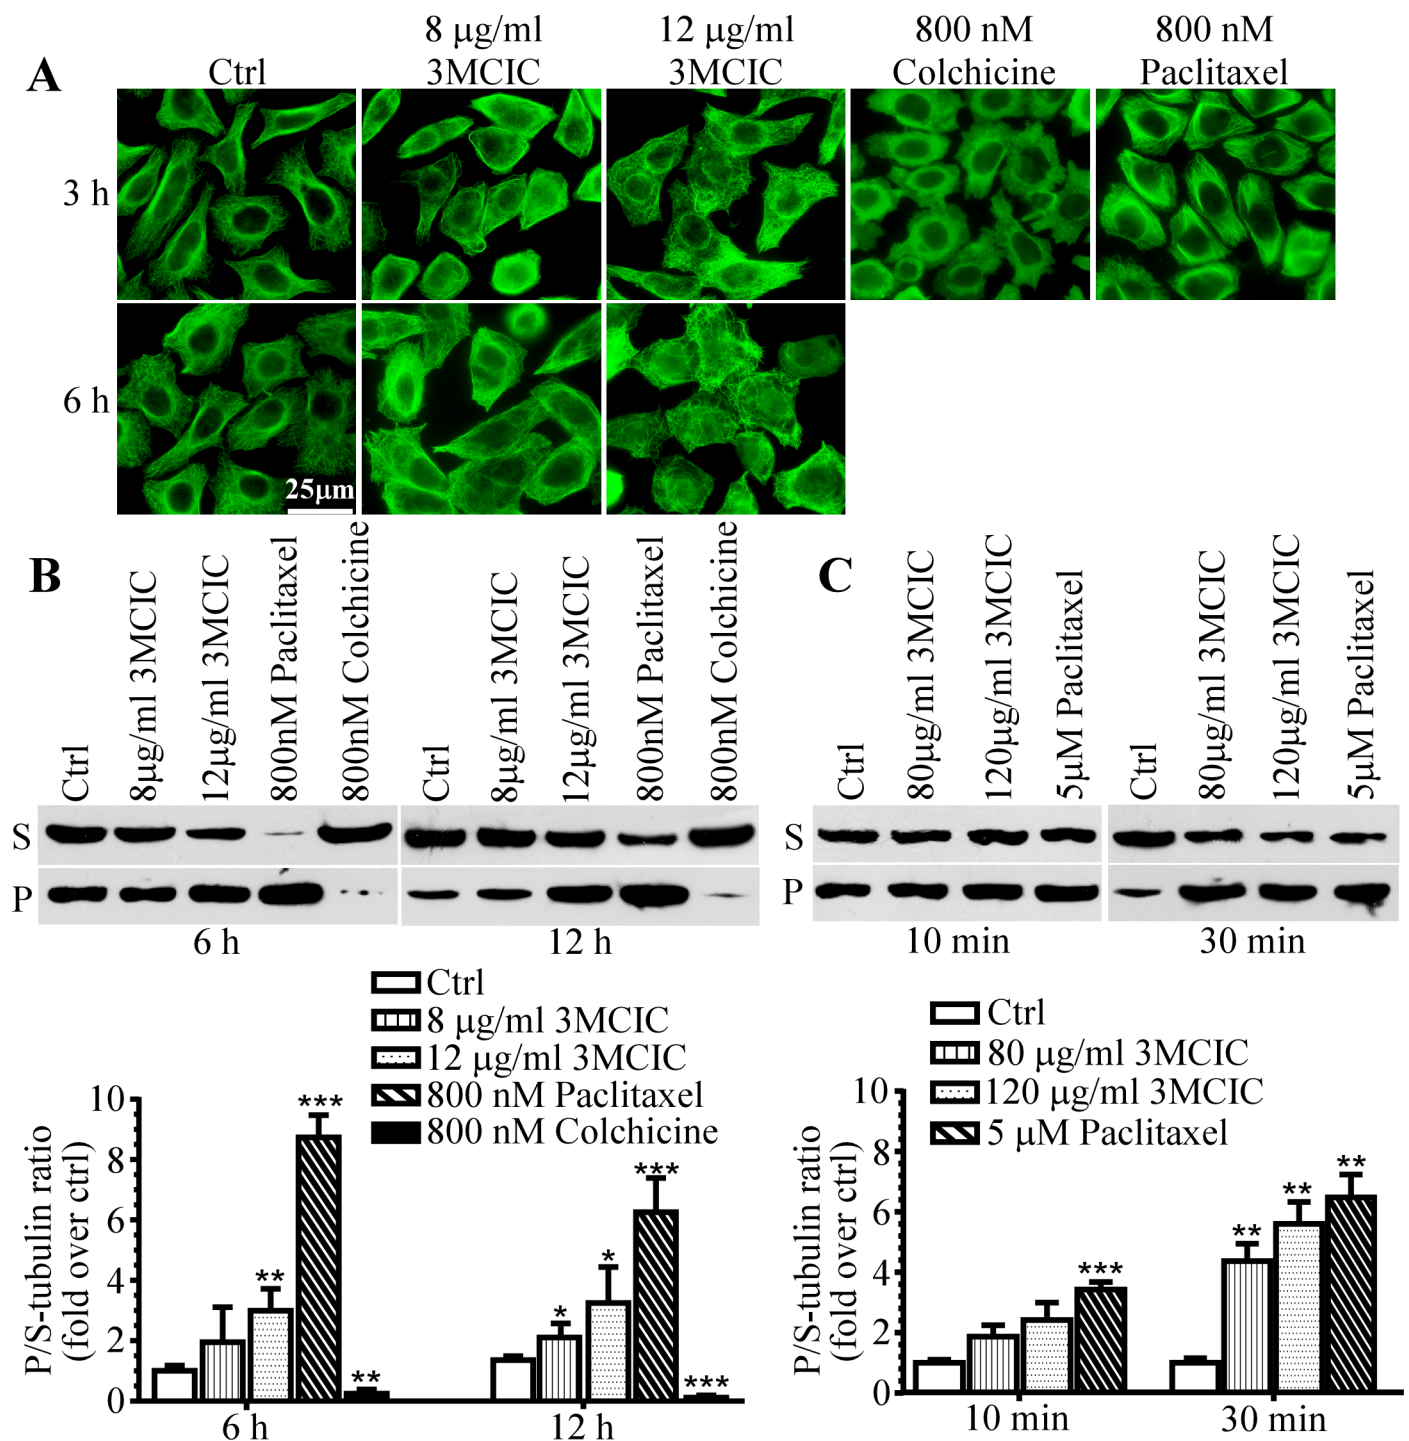 A
Ctrl
8 μg/ml
3MCIC
12 μg/ml
3MCIC
800 nM
Colchicine
800 nM
Paclitaxel
3 h
6 h
25μm
B
Ctrl
8μg/ml 3MCIC
12μg/ml 3MCIC
800nM Paclitaxel
800nM Colchicine
Ctrl
8μg/ml 3MCIC
12μg/ml 3MCIC
800nM Paclitaxel
800nM Colchicine
S
P
6 h
12 h
Ctrl
8 μg/ml 3MCIC
12 μg/ml 3MCIC
800 nM Paclitaxel
800 nM Colchicine
P/S-tubulin ratio
(fold over ctrl)
10
8
6
4
2
0
**
***
**
*
*
***
***
6 h
12 h
C
Ctrl
80μg/ml 3MCIC
120μg/ml 3MCIC
5μM Paclitaxel
Ctrl
80μg/ml 3MCIC
120μg/ml 3MCIC
5μM Paclitaxel
S
P
10 min
30 min
Ctrl
80 μg/ml 3MCIC
120 μg/ml 3MCIC
5 μM Paclitaxel
P/S-tubulin ratio
(fold over ctrl)
10
8
6
4
2
0
***
**
**
**
10 min
30 min